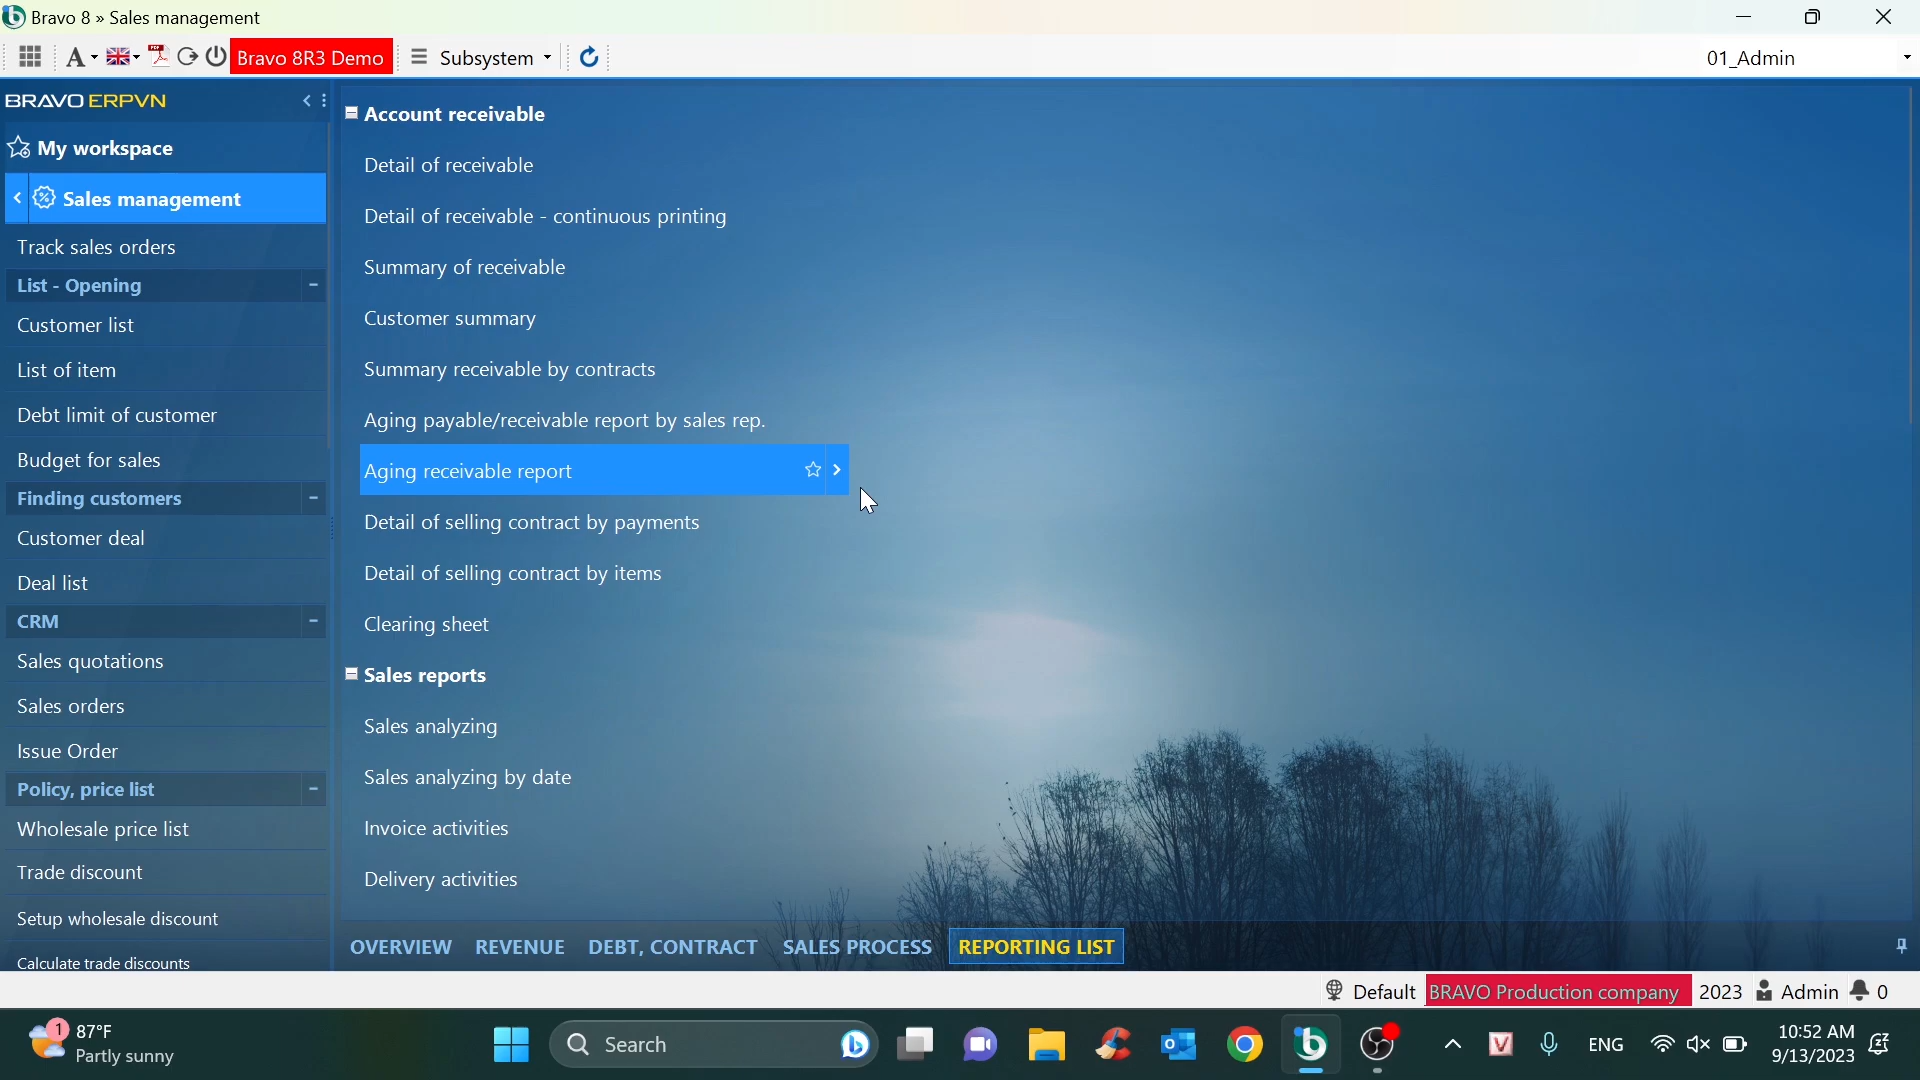 Bravo 8 » Sales management
A
PDF
Bravo 8R3 Demo
Subsystem
01_Admin
BRAVO ERPVN
My workspace
Sales management
Track sales orders
List - Opening
Customer list
List of item
Debt limit of customer
Budget for sales
Finding customers
Customer deal
Deal list
CRM
Sales quotations
Sales orders
Issue Order
Policy, price list
Wholesale price list
Trade discount
Setup wholesale discount
Calculate trade discounts
Account receivable
Detail of receivable
Detail of receivable - continuous printing
Summary of receivable
Customer summary
Summary receivable by contracts
Aging payable/receivable report by sales rep.
Aging receivable report
Detail of selling contract by payments
Detail of selling contract by items
Clearing sheet
Sales reports
Sales analyzing
Sales analyzing by date
Invoice activities
Delivery activities
OVERVIEW REVENUE DEBT, CONTRACT SALES PROCESS REPORTING LIST
Default BRAVO Production company 2023 Admin 0
1
87°F
Partly sunny
Search
V
ENG
10:52 AM
9/13/2023